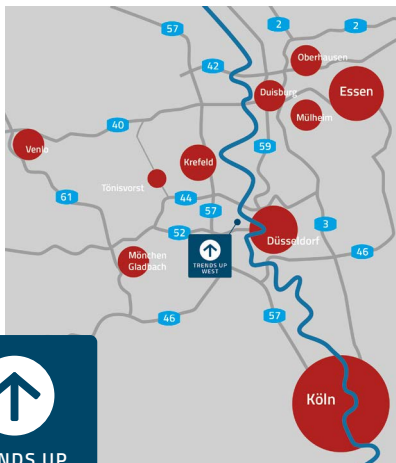 57
2
2
Oberhausen
42
Duisburg
Essen
Mülheim
40
59
Venlo
Krefeld
Tönisvorst
61
44
57
3
52
Düsseldorf
46
Mönchen
Gladbach
TRENDS UP
WEST
46
57
Köln
NDS UP